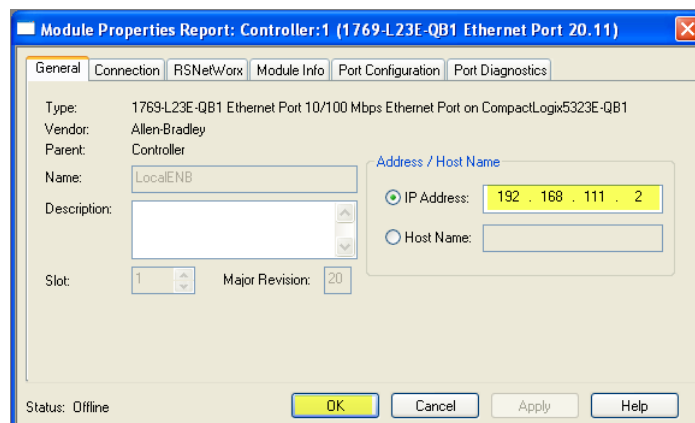 Module Properties Report: Controller:1 (1769-L23E-QB1 Ethernet Port 20.11)
General Connection RSNetWorx Module Info Port Configuration Port Diagnostics
Type: 1769-L23E-QB1 Ethernet Port 10/100 Mbps Ethernet Port on CompactLogix5323E-QB1
Vendor: Allen-Bradley
Parent: Controller
Name: LocalENB
Description:
Slot: 1 Major Revision: 20
Address / Host Name
IP Address: 192 . 168 . 111 . 2
Host Name:
Status: Offline OK Cancel Apply Help